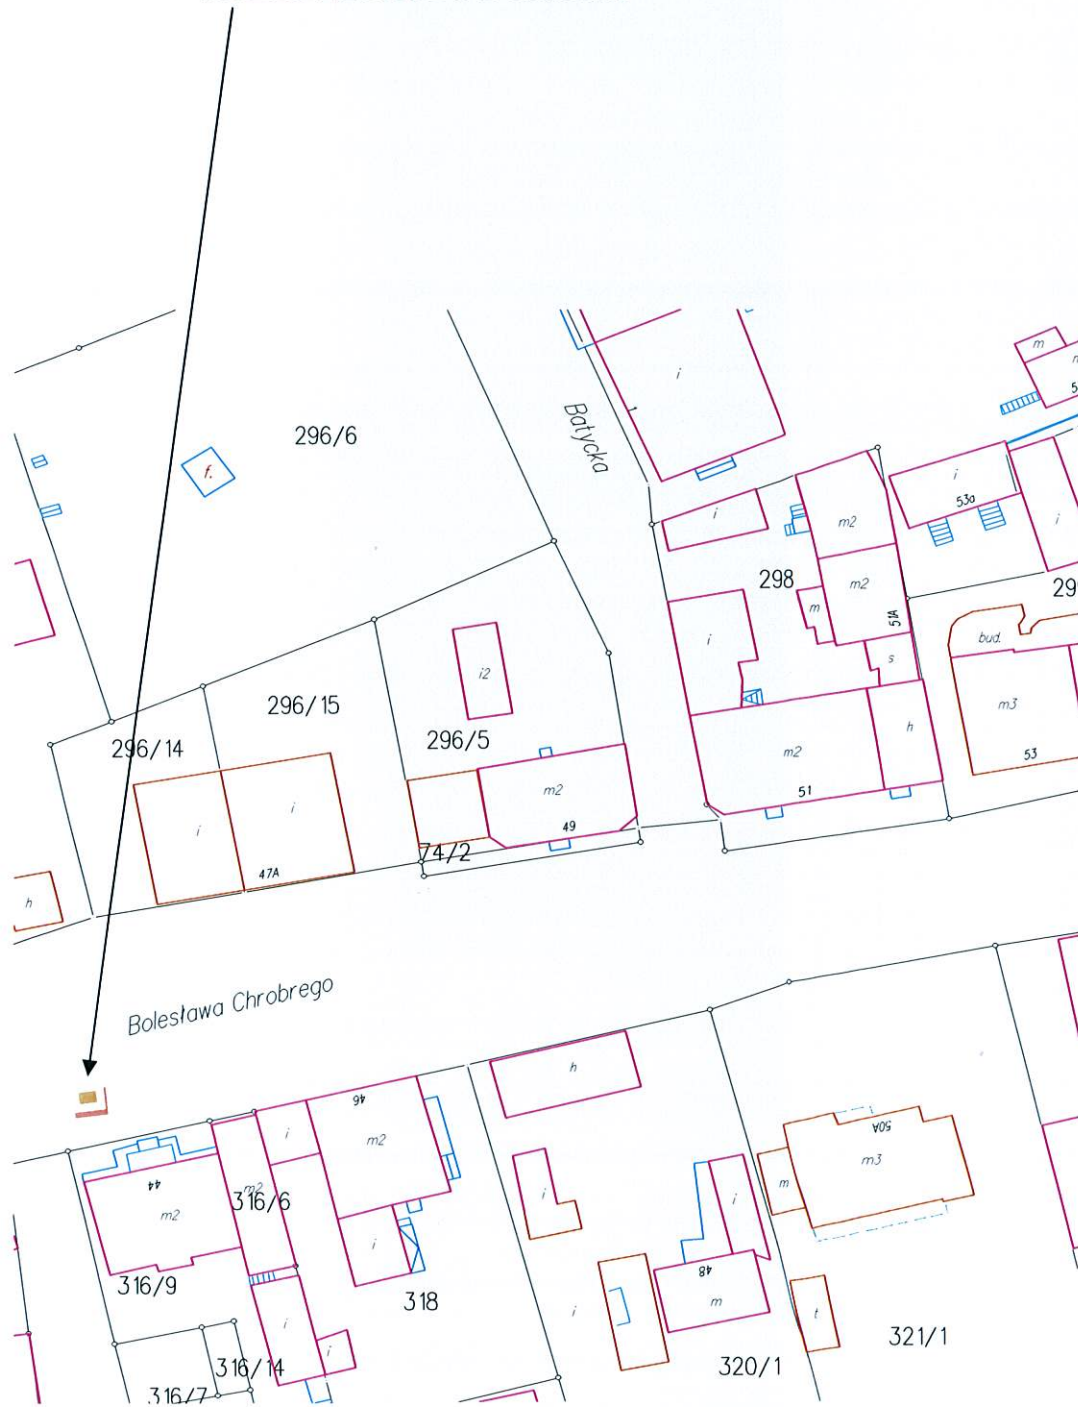 m
i
296/6
Batycka
1
f.
i
53a
i
i
m2
298
m2
29
m
51A
bud.
i
i2
s
296/15
m3
296/14
296/5
h
m2
m2
53
i
i
51
49
74/2
47A
h
Bolesława Chrobrego
h
46
50A
i
m2
m3
44
m2
m
316/6
i
i
m2
i
48
316/9
318
m
i
i
t
321/1
316/14
i
320/1
316/7